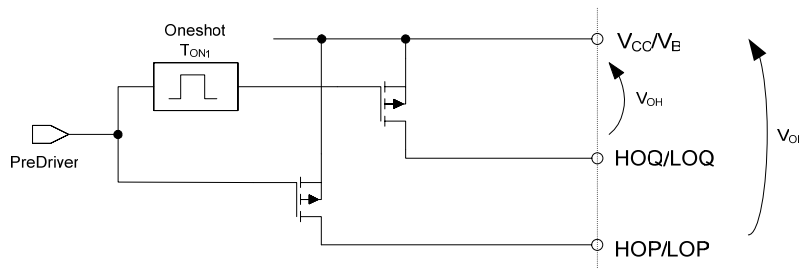 Oneshot
TON1
VCC/VB
VOH
PreDriver
HOQ/LOQ
HOP/LOP